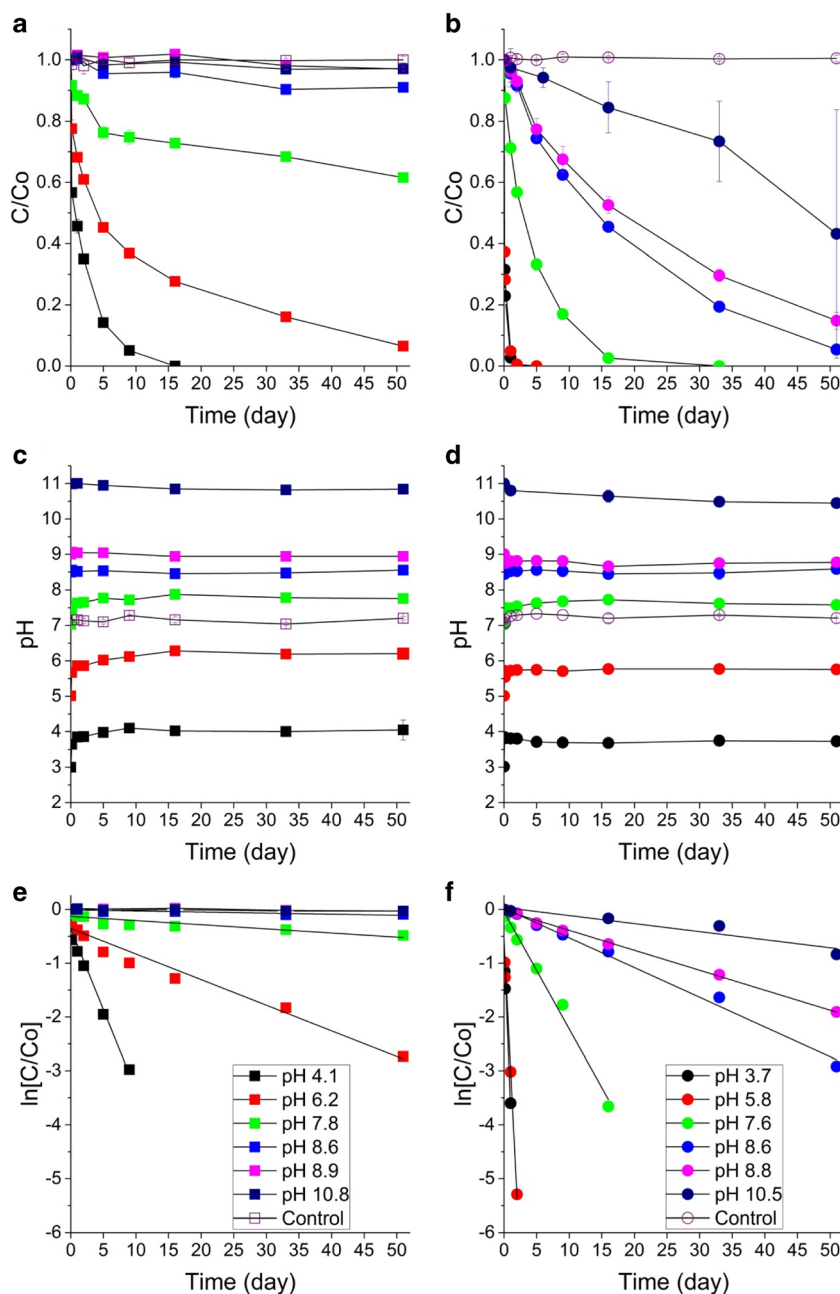 a
b
1.0
0.8
0.6
0.4
0.2
0.0
C/Co
0 5 10 15 20 25 30 35 40 45 50
Time (day)
1.0
0.8
0.6
0.4
0.2
0.0
C/Co
0 5 10 15 20 25 30 35 40 45 50
Time (day)
c
d
11
10
9
8
7
6
5
4
3
2
pH
0 5 10 15 20 25 30 35 40 45 50
Time (day)
11
10
9
8
7
6
5
4
3
2
pH
0 5 10 15 20 25 30 35 40 45 50
Time (day)
e
f
0
-1
-2
-3
-4
-5
-6
ln[C/Co]
pH 4.1
pH 6.2
pH 7.8
pH 8.6
pH 8.9
pH 10.8
Control
0 5 10 15 20 25 30 35 40 45 50
Time (day)
0
-1
-2
-3
-4
-5
-6
ln[C/Co]
pH 3.7
pH 5.8
pH 7.6
pH 8.6
pH 8.8
pH 10.5
Control
0 5 10 15 20 25 30 35 40 45 50
Time (day)